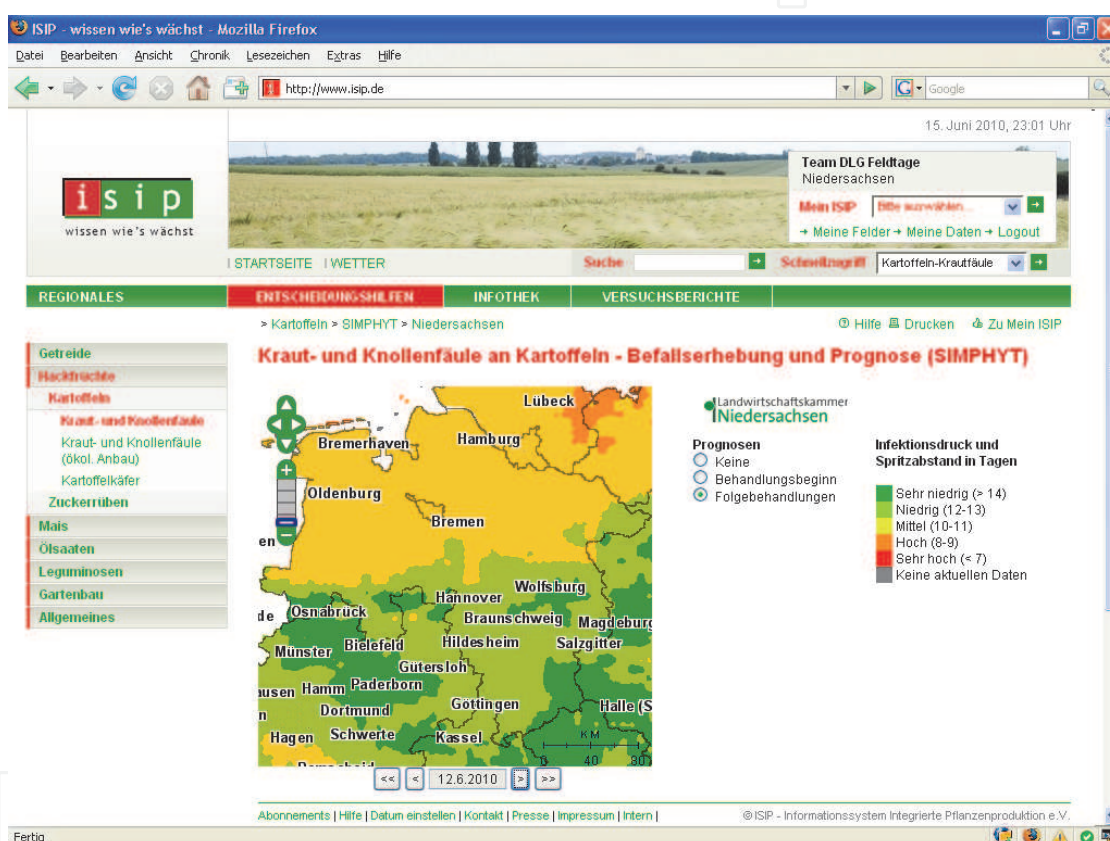 ISIP - wissen wie's wächst - Mozilla Firefox
Datei Bearbeiten Ansicht Chronik Lesezeichen Extras Hilfe
http://www.isip.de
Google
15. Juni 2010, 23:01 Uhr
isip
wissen wie's wächst
Team DLG Feldtage
Niedersachsen
Mein ISIP Bitte auswählen...
Meine Felder Meine Daten Logout
STARTSEITE WETTER
Suche
Schnellzugriff Kartoffeln-Krautfäule
REGIONALES ENTSCHEIDUNGSHILFEN INFOTHEK VERSUCHSBERICHTE
> Kartoffeln > SIMPHYT > Niedersachsen
Hilfe Drucken Zu Mein ISIP
Getreide
Hackfrüchte
Kartoffeln
Kraut- und Knollenfäule
Kraut- und Knollenfäule
(ökol. Anbau)
Kartoffelkäfer
Zuckerrüben
Mais
Ölsaaten
Leguminosen
Gartenbau
Allgemeines
Kraut- und Knollenfäule an Kartoffeln - Befallserhebung und Prognose (SIMPHYT)
Lübeck
Bremerhaven Hamburg
Oldenburg
Bremen
en
Wolfsburg
Hannover
de Osnabrück Braunschweig Magdeburg
Münster Bielefeld Hildesheim Salzgitter
Gütersloh
ausen Hamm Paderborn
n Dortmund Göttingen Halle (S
Hagen Schwerte Kassel
KM
0 40 80
<< < 12.6.2010 > >>
Landwirtschaftskammer
Niedersachsen
Prognosen
Keine
Behandlungsbeginn
Folgebehandlungen
Infektionsdruck und
Spritzabstand in Tagen
Sehr niedrig (> 14)
Niedrig (12-13)
Mittel (10-11)
Hoch (8-9)
Sehr hoch (< 7)
Keine aktuellen Daten
Abonnements | Hilfe | Datum einstellen | Kontakt | Presse | Impressum | Intern |
© ISIP - Informationssystem Integrierte Pflanzenproduktion e.V.
Fertig